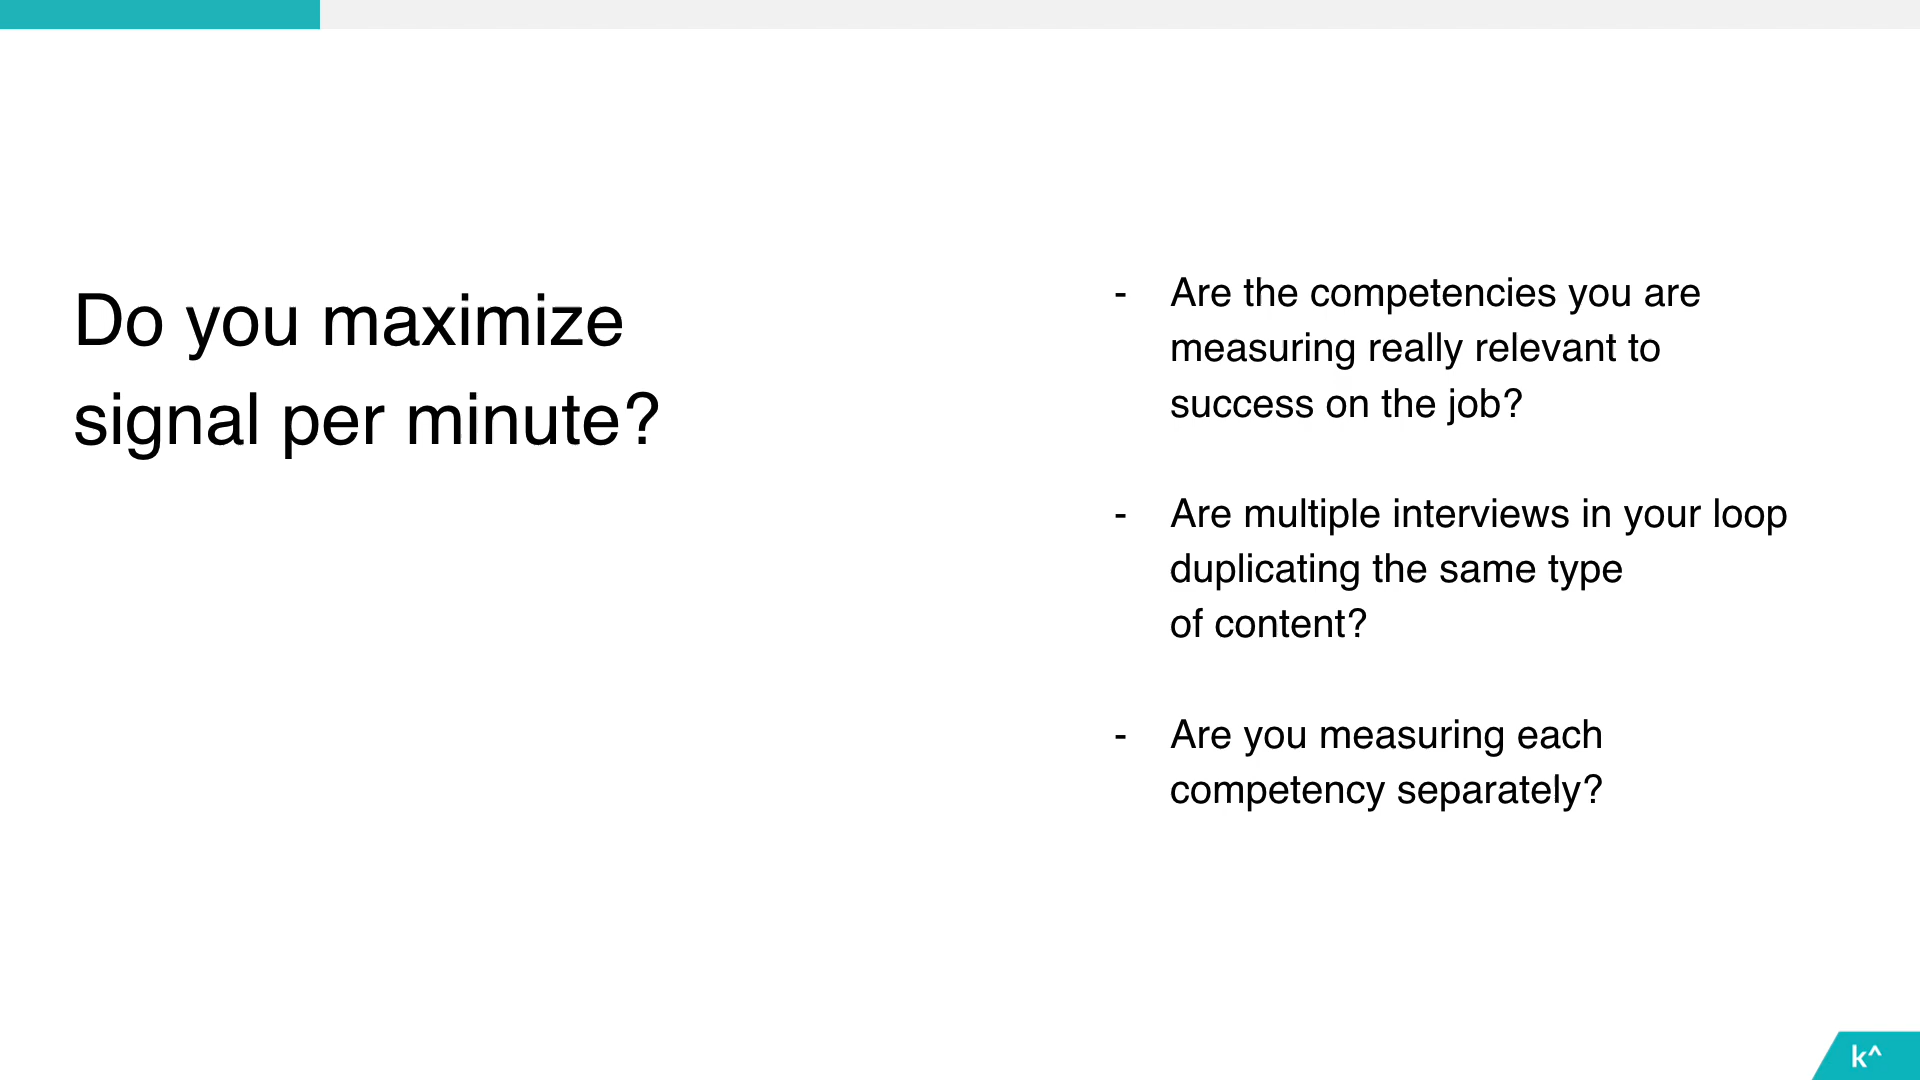 Do you maximize
signal per minute?
- Are the competencies you are
measuring really relevant to
success on the job?
- Are multiple interviews in your loop
duplicating the same type
of content?
- Are you measuring each
competency separately?
k^